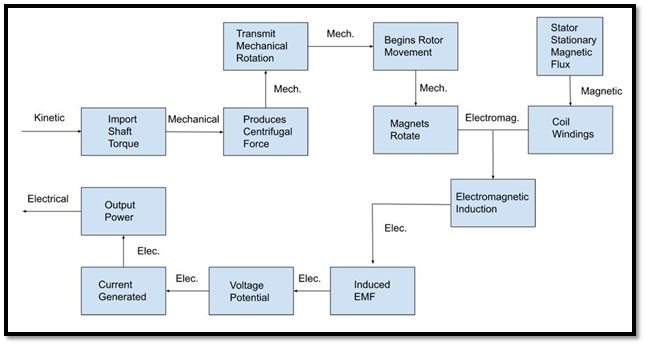 Transmit
Mechanical
Rotation
Mech.
Begins Rotor
Movement
Stator
Stationary
Magnetic
Flux
Mech.
Mech.
Magnetic
Kinetic
Import
Shaft
Torque
Mechanical
Produces
Centrifugal
Force
Magnets
Rotate
Electromag.
Coil
Windings
Electrical
Output
Power
Electromagnetic
Induction
Elec.
Elec.
Current
Generated
Elec.
Voltage
Potential
Elec.
Induced
EMF